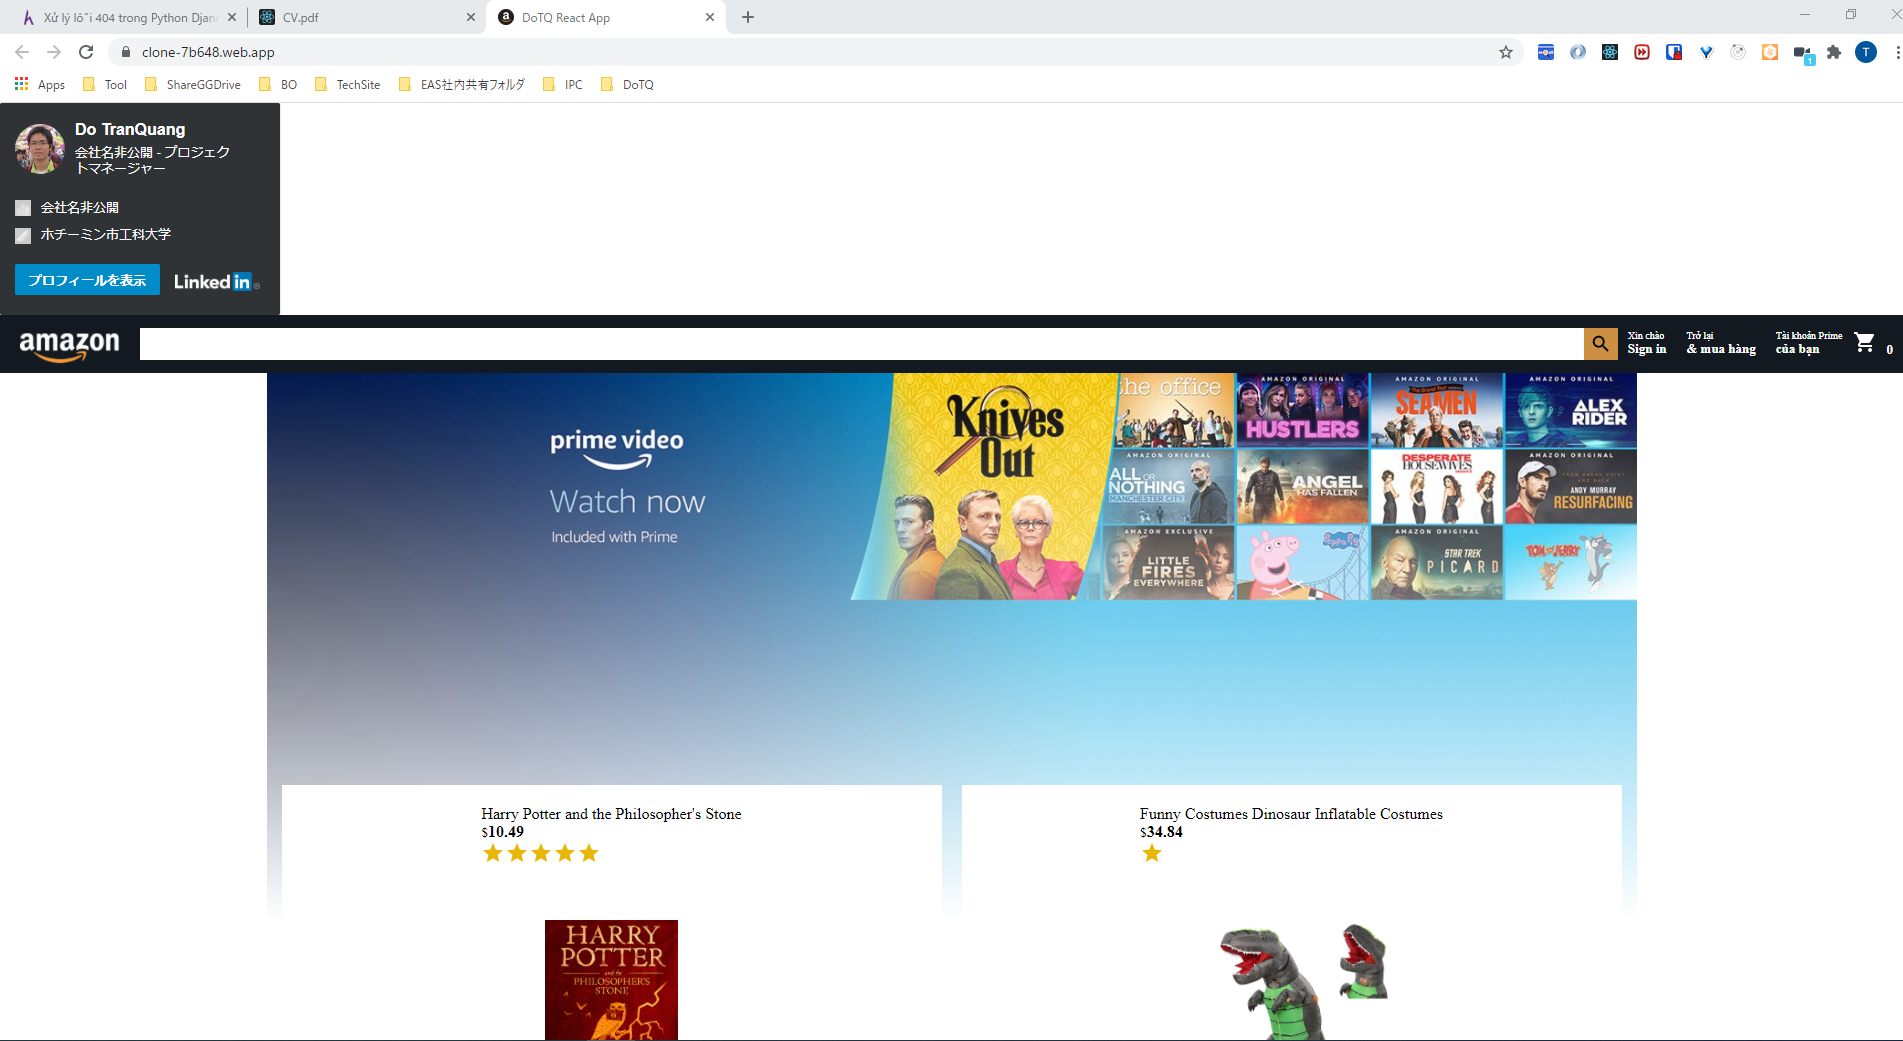 Xử lý lỗi 404 trong Python Djan
CV.pdf
DoTQ React App
clone-7b648.web.app
1
T
Apps
Tool
ShareGGDrive
BO
TechSite
EAS社内共有フォルダ
IPC
DoTQ
Do TranQuang
会社名非公開 - プロジェク
トマネージャー
会社名非公開
ホチーミン市工科大学
プロフィールを表示
Linked in
amazon
Xin chào
Sign in
Trở lại
& mua hàng
Tài khoản Prime
của bạn
0
prime video
Watch now
Included with Prime
Knives
Out
the office
AMAZON ORIGINAL
HUSTLERS
AMAZON ORIGINAL
The Grand Tour
SEAMEN
AMAZON ORIGINAL
ALEX
RIDER
AMAZON ORIGINAL
ALL OR
NOTHING
MANCHESTER CITY
ANGEL
HAS FALLEN
DESPERATE
HOUSEWIVES
AMAZON ORIGINAL
ANDY MURRAY
RESURFACING
AMAZON EXCLUSIVE
LITTLE
FIRES
EVERYWHERE
Peppa Pig
AMAZON ORIGINAL
STAR TREK
PICARD
TOM and JERRY
Harry Potter and the Philosopher's Stone
$10.49
Funny Costumes Dinosaur Inflatable Costumes
$34.84
HARRY
POTTER
and the
PHILOSOPHER'S
STONE